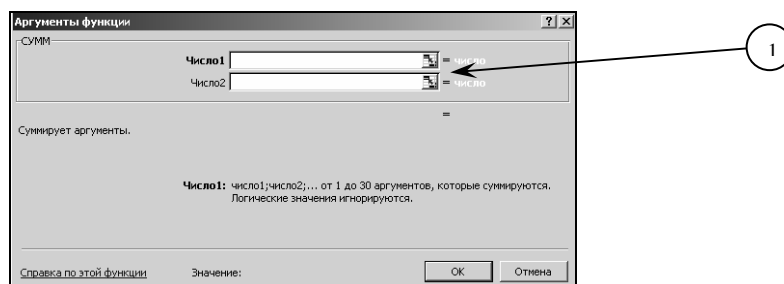 Аргументы функции
СУММ
Число1 = число
Число2 = число
=
Суммирует аргументы.
Число1: число1;число2;... от 1 до 30 аргументов, которые суммируются.
Логические значения игнорируются.
Справка по этой функции Значение: ОК Отмена
1